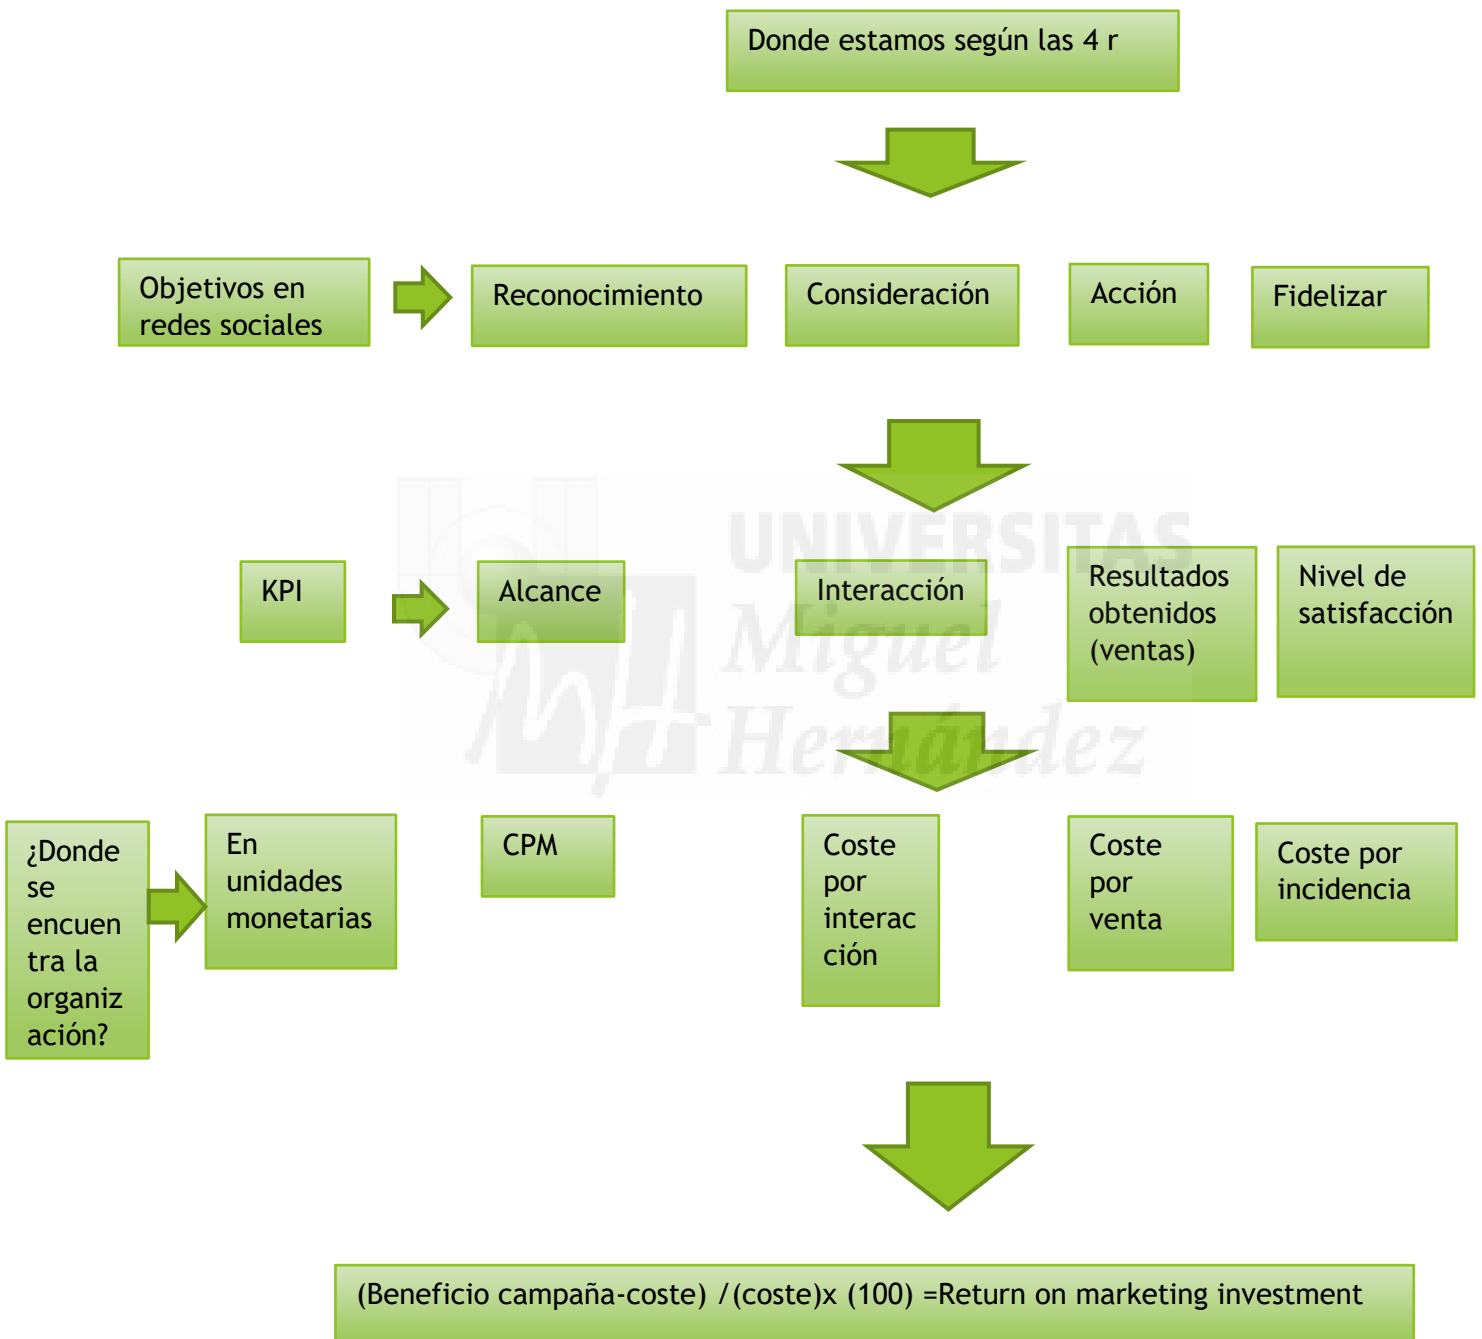 Donde estamos según las 4 r
Objetivos en
redes sociales
Reconocimiento
Consideración
Acción
Fidelizar
KPI
Alcance
Interacción
Resultados
obtenidos
(ventas)
Nivel de
satisfacción
UNIVERSITAS
Miguel
Hernández
¿Donde
se
encuen
tra la
organiz
ación?
En
unidades
monetarias
CPM
Coste
por
interac
ción
Coste
por
venta
Coste por
incidencia
(Beneficio campaña-coste) /(coste)x (100) =Return on marketing investment